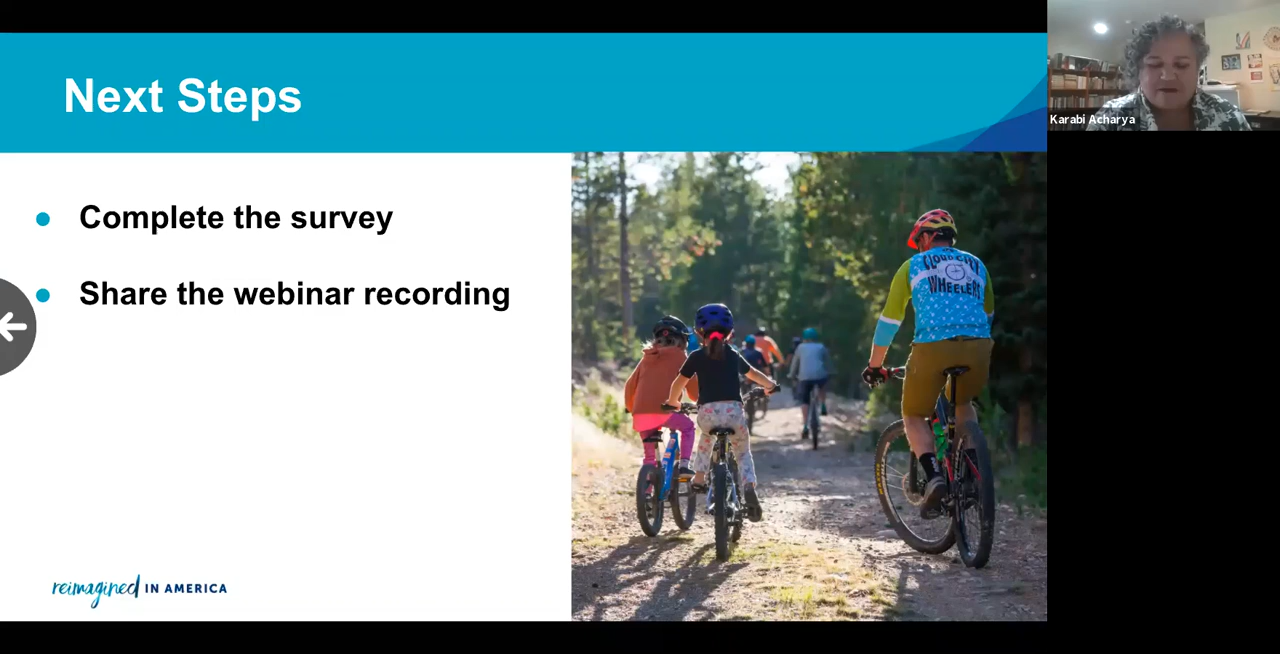 Next Steps
Karabi Acharya
Complete the survey
Share the webinar recording
CLOUD CITY
WHEELERS
reimagined IN AMERICA